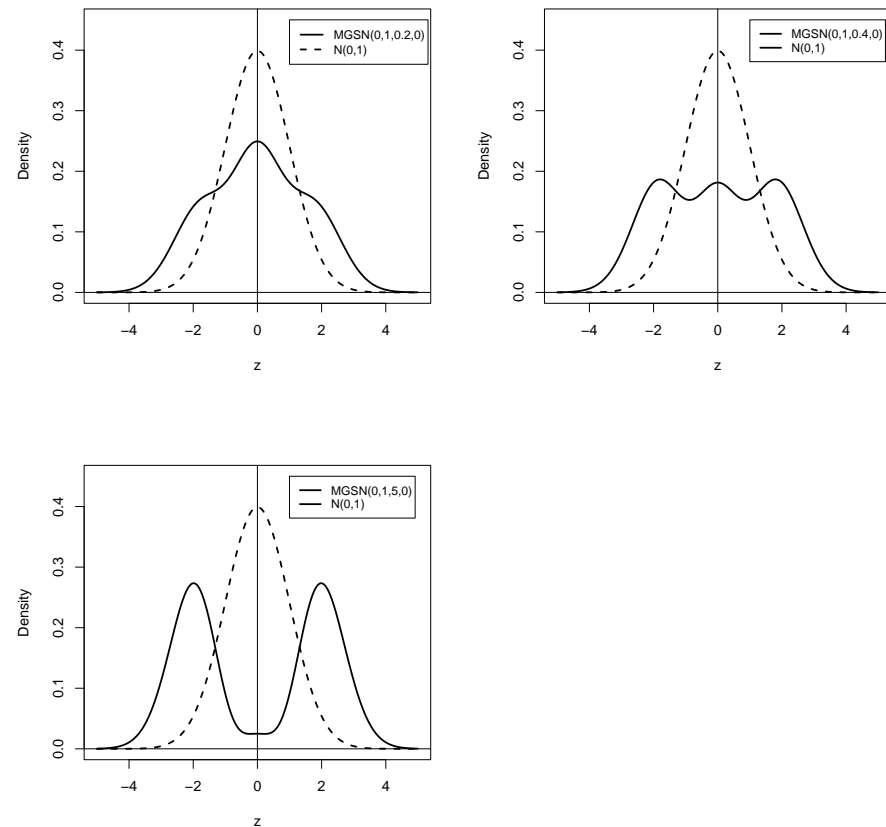 MGSN(0,1,0.2,0)
N(0,1)
Density
0.0 0.1 0.2 0.3 0.4
−4 −2 0 2 4
z
MGSN(0,1,0.4,0)
N(0,1)
Density
0.0 0.1 0.2 0.3 0.4
−4 −2 0 2 4
z
MGSN(0,1,5,0)
N(0,1)
Density
0.0 0.1 0.2 0.3 0.4
−4 −2 0 2 4
z